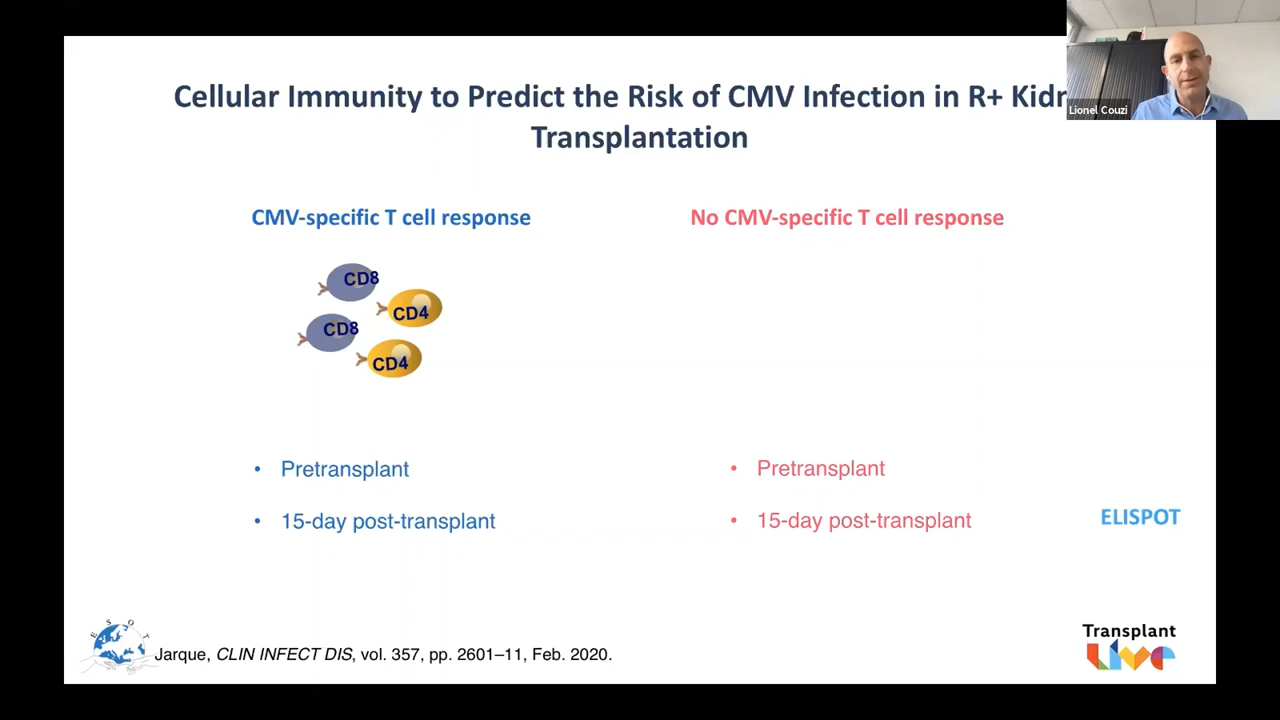 Cellular Immunity to Predict the Risk of CMV Infection in R+ Kid
Transplantation
Lionel Couzi
CMV-specific T cell response
No CMV-specific T cell response
CD8
CD4
CD8
CD4
• Pretransplant
• Pretransplant
• 15-day post-transplant
• 15-day post-transplant
ELISPOT
E S O T
Jarque, CLIN INFECT DIS, vol. 357, pp. 2601–11, Feb. 2020.
Transplant
Live